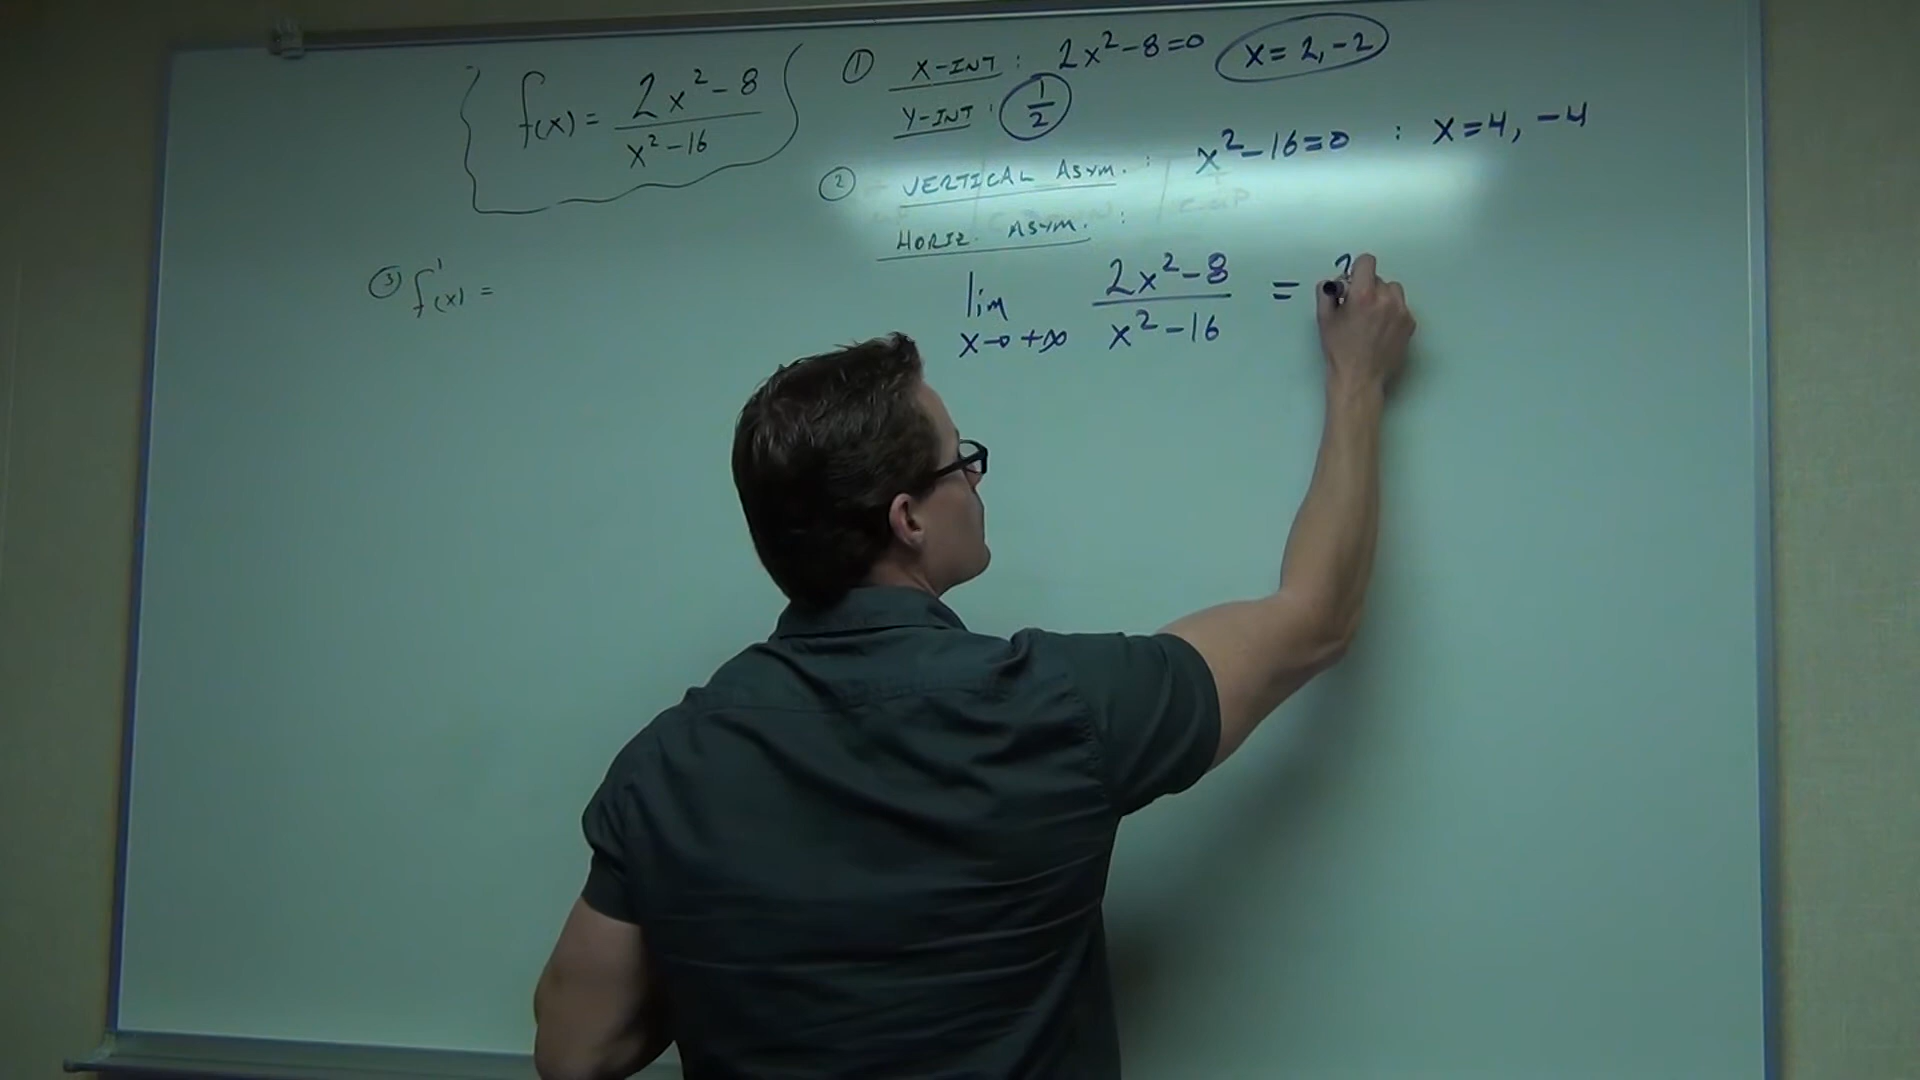 f(x) = (2x² - 8)/(x² - 16)
① X-INT : 2x² - 8 = 0 x = 2, -2
Y-INT : 1/2
② VERTICAL ASYM. : x² - 16 = 0 : x = 4, -4
HORIZ. ASYM. :
lim x→+∞ (2x² - 8)/(x² - 16) = 2
③ f'(x) =